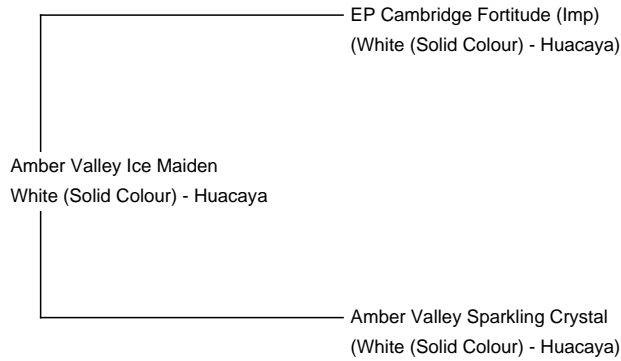 EP Cambridge Fortitude (Imp)
(White (Solid Colour) - Huacaya)
Amber Valley Ice Maiden
White (Solid Colour) - Huacaya
Amber Valley Sparkling Crystal
(White (Solid Colour) - Huacaya)